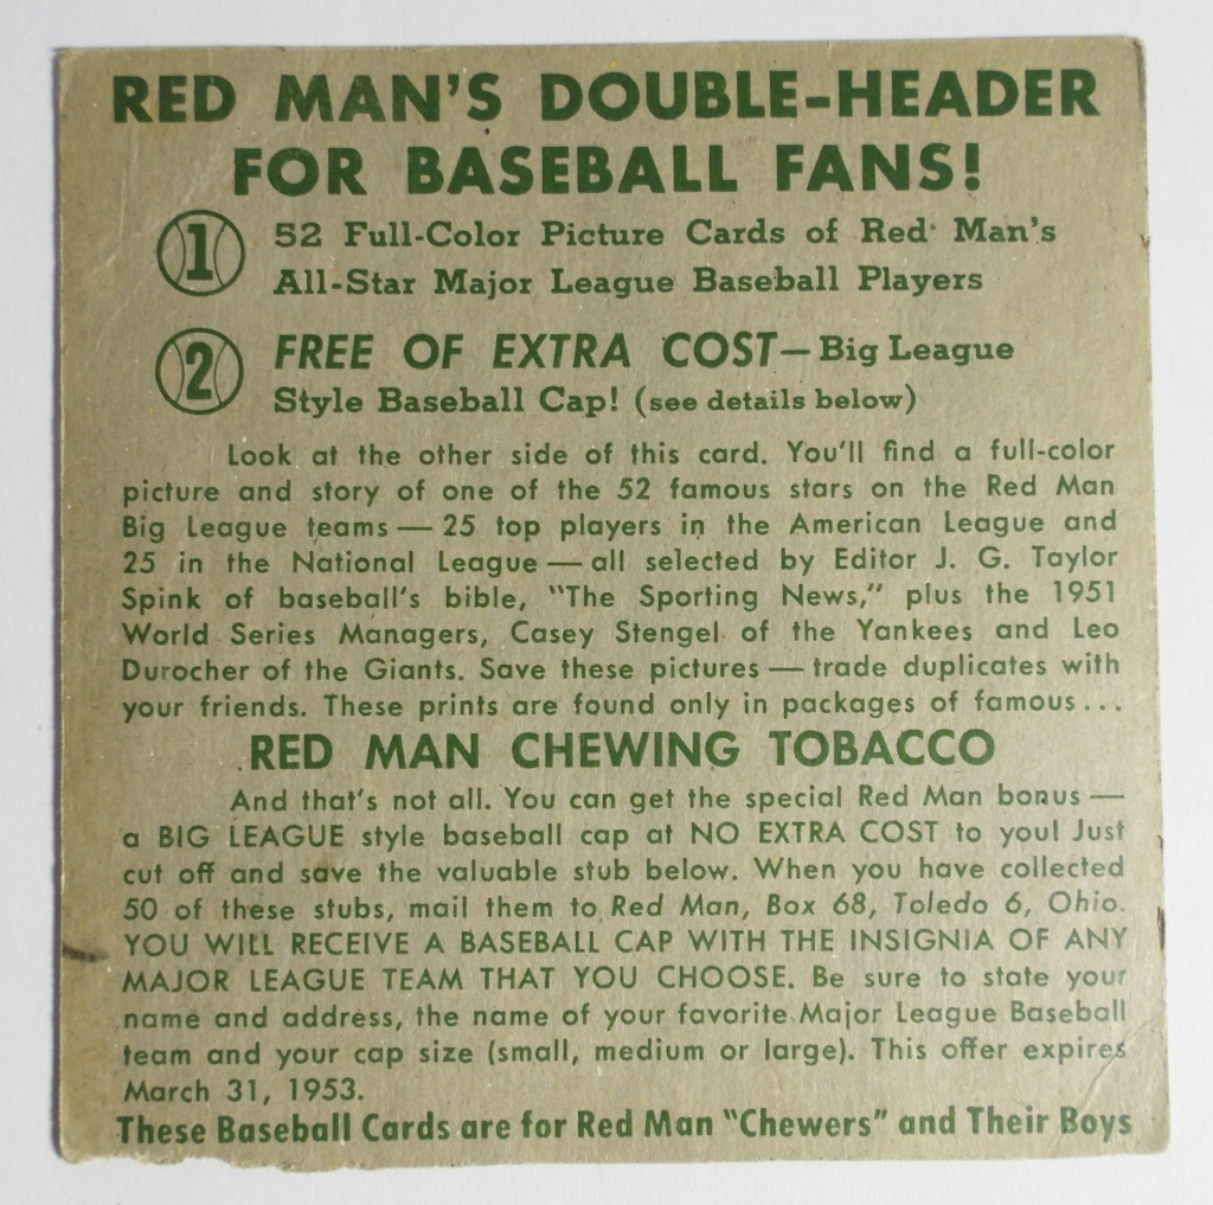 RED MAN'S DOUBLE-HEADER
FOR BASEBALL FANS!
1 52 Full-Color Picture Cards of Red Man's
All-Star Major League Baseball Players
2 FREE OF EXTRA COST—Big League
Style Baseball Cap! (see details below)
Look at the other side of this card. You'll find a full-color
picture and story of one of the 52 famous stars on the Red Man
Big League teams — 25 top players in the American League and
25 in the National League — all selected by Editor J. G. Taylor
Spink of baseball's bible, "The Sporting News," plus the 1951
World Series Managers, Casey Stengel of the Yankees and Leo
Durocher of the Giants. Save these pictures — trade duplicates with
your friends. These prints are found only in packages of famous...
RED MAN CHEWING TOBACCO
And that's not all. You can get the special Red Man bonus —
a BIG LEAGUE style baseball cap at NO EXTRA COST to you! Just
cut off and save the valuable stub below. When you have collected
50 of these stubs, mail them to Red Man, Box 68, Toledo 6, Ohio.
YOU WILL RECEIVE A BASEBALL CAP WITH THE INSIGNIA OF ANY
MAJOR LEAGUE TEAM THAT YOU CHOOSE. Be sure to state your
name and address, the name of your favorite Major League Baseball
team and your cap size (small, medium or large). This offer expires
March 31, 1953.
These Baseball Cards are for Red Man "Chewers" and Their Boys